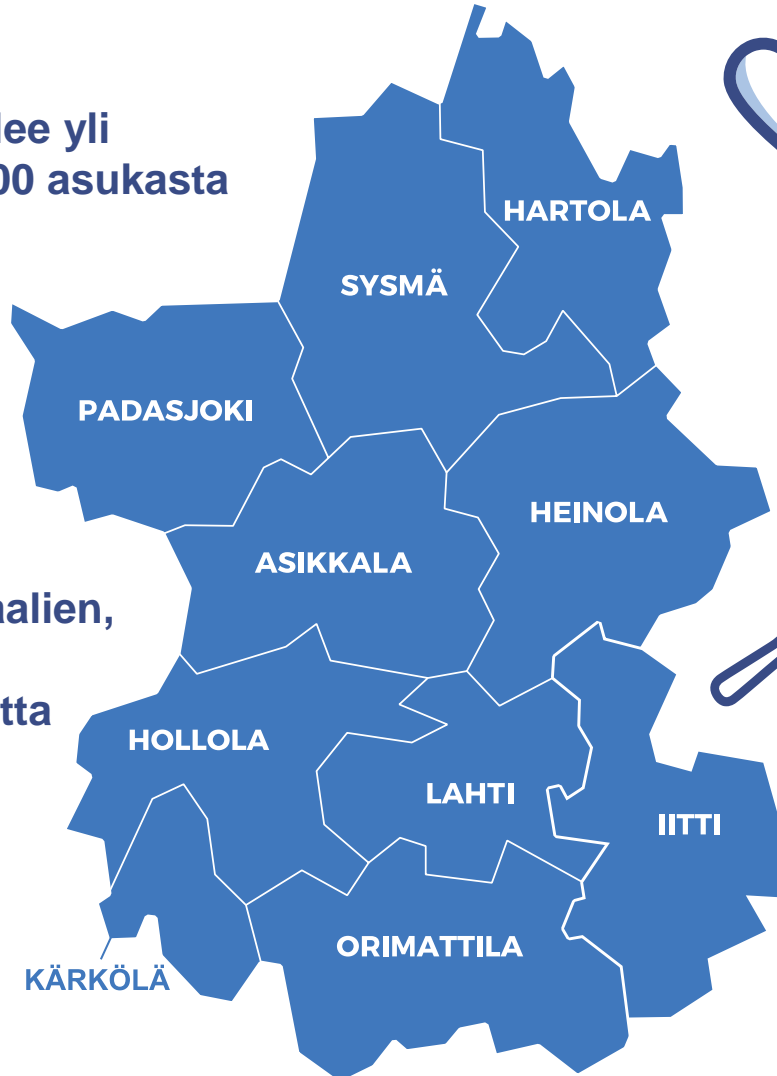 lee yli
00 asukasta
HARTOLA
SYSMÄ
PADASJOKI
HEINOLA
ASIKKALA
alien,
tta
HOLLOLA
LAHTI
IITTI
ORIMATTILA
KÄRKÖLÄ